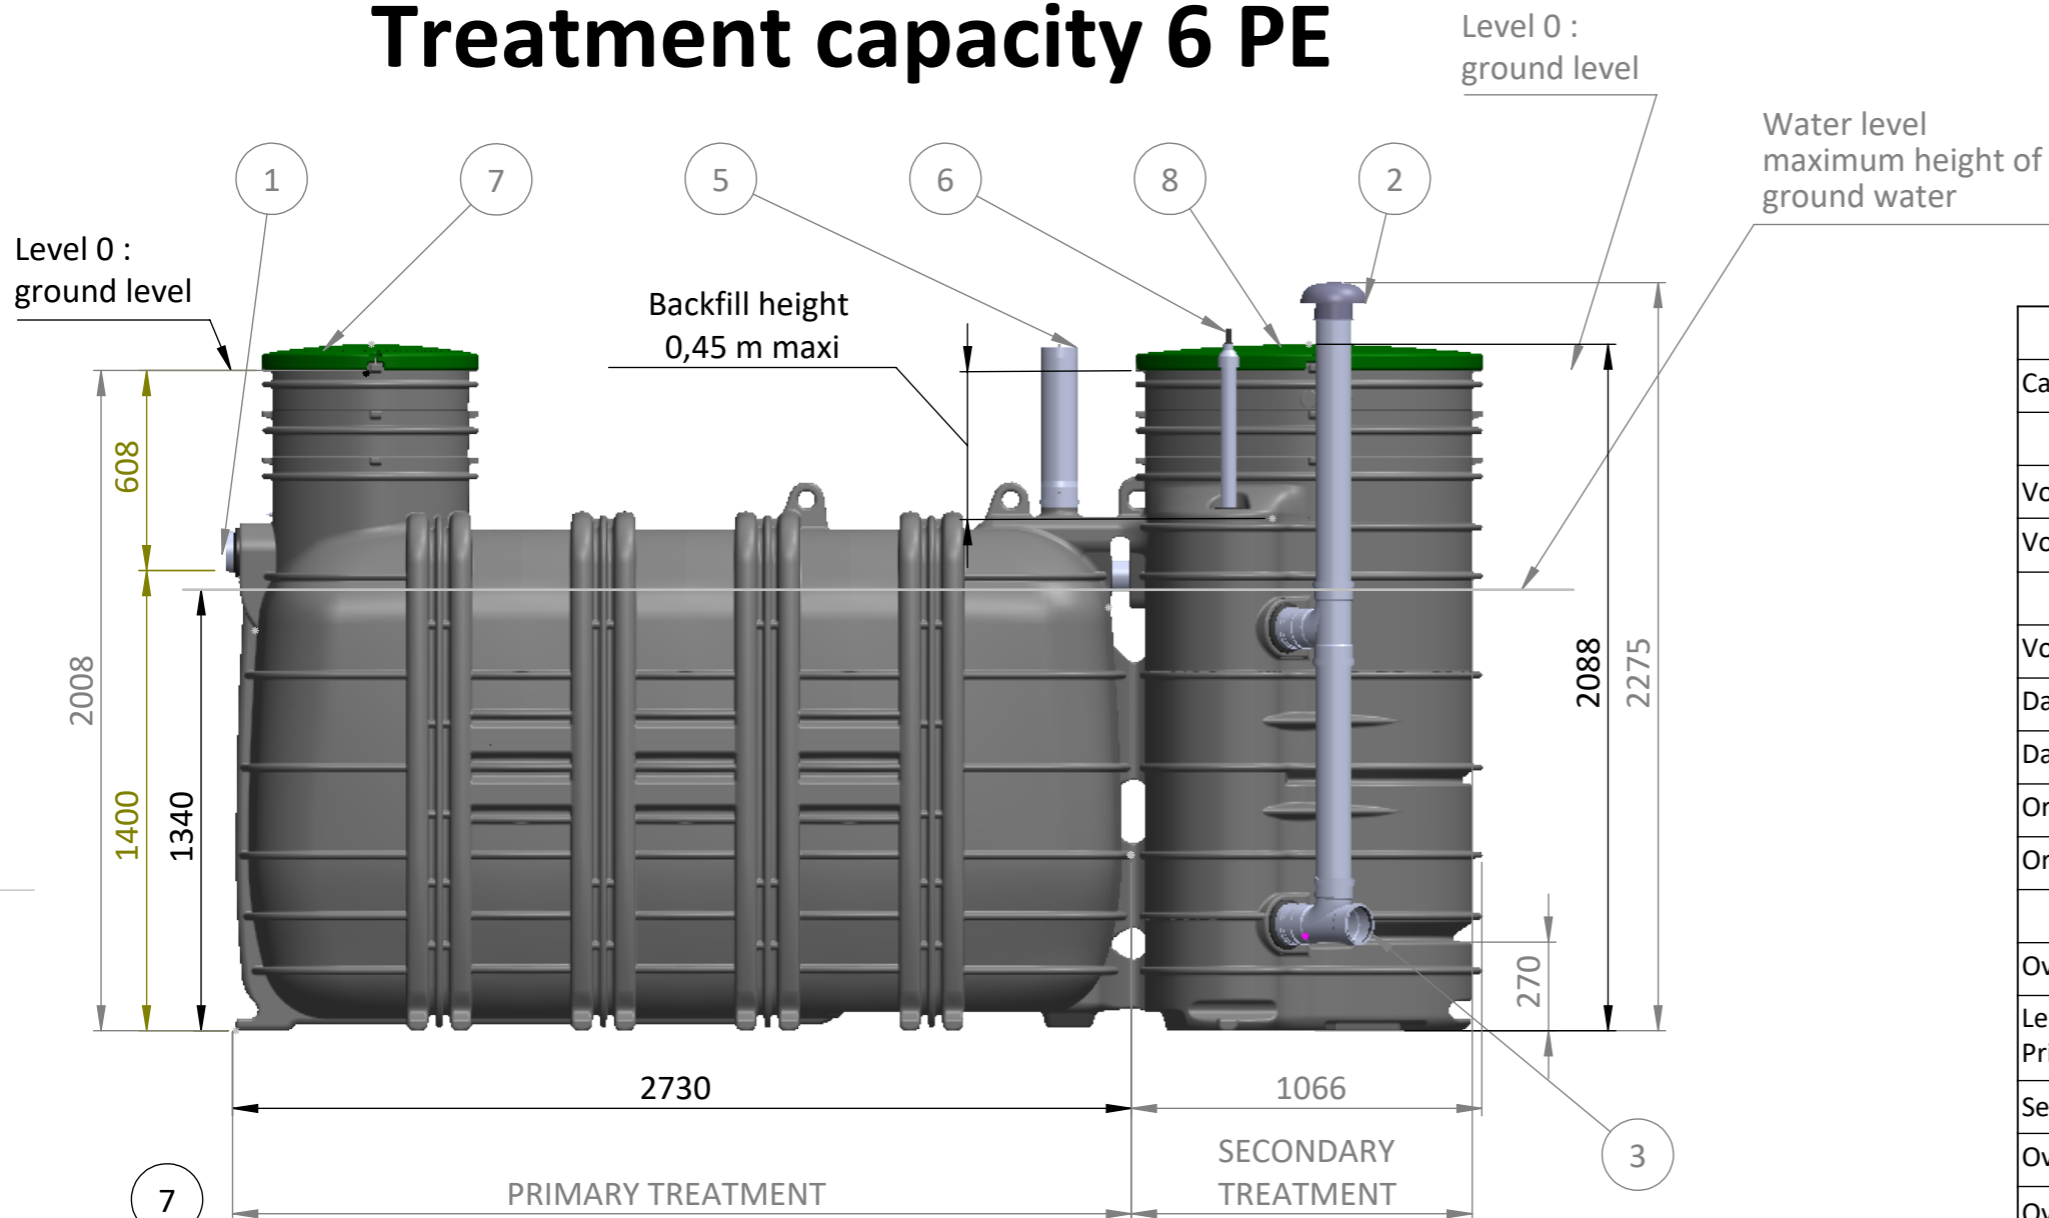 Treatment capacity 6 PE
Level 0 :
ground level
Water level
maximum height of
ground water
1
7
5
6
8
2
Level 0 :
ground level
Backfill height
0,45 m maxi
608
2008
1400
1340
2088
2275
270
2730
1066
3
7
PRIMARY TREATMENT
SECONDARY
TREATMENT
Ca
Vo
Vo
Vo
Da
Da
Or
Or
Ov
Le
Pri
Se
Ov
Ov